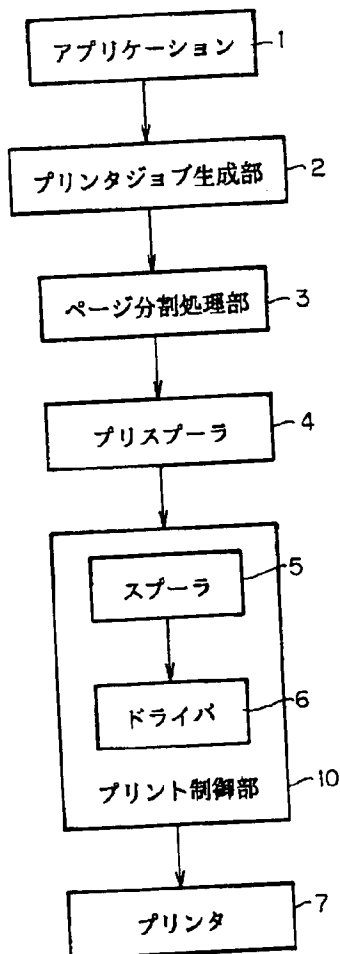 アプリケーション 1
プリンタジョブ生成部 2
ページ分割処理部 3
プリスプーラ 4
スプーラ 5
ドライバ 6
プリント制御部 10
プリンタ 7